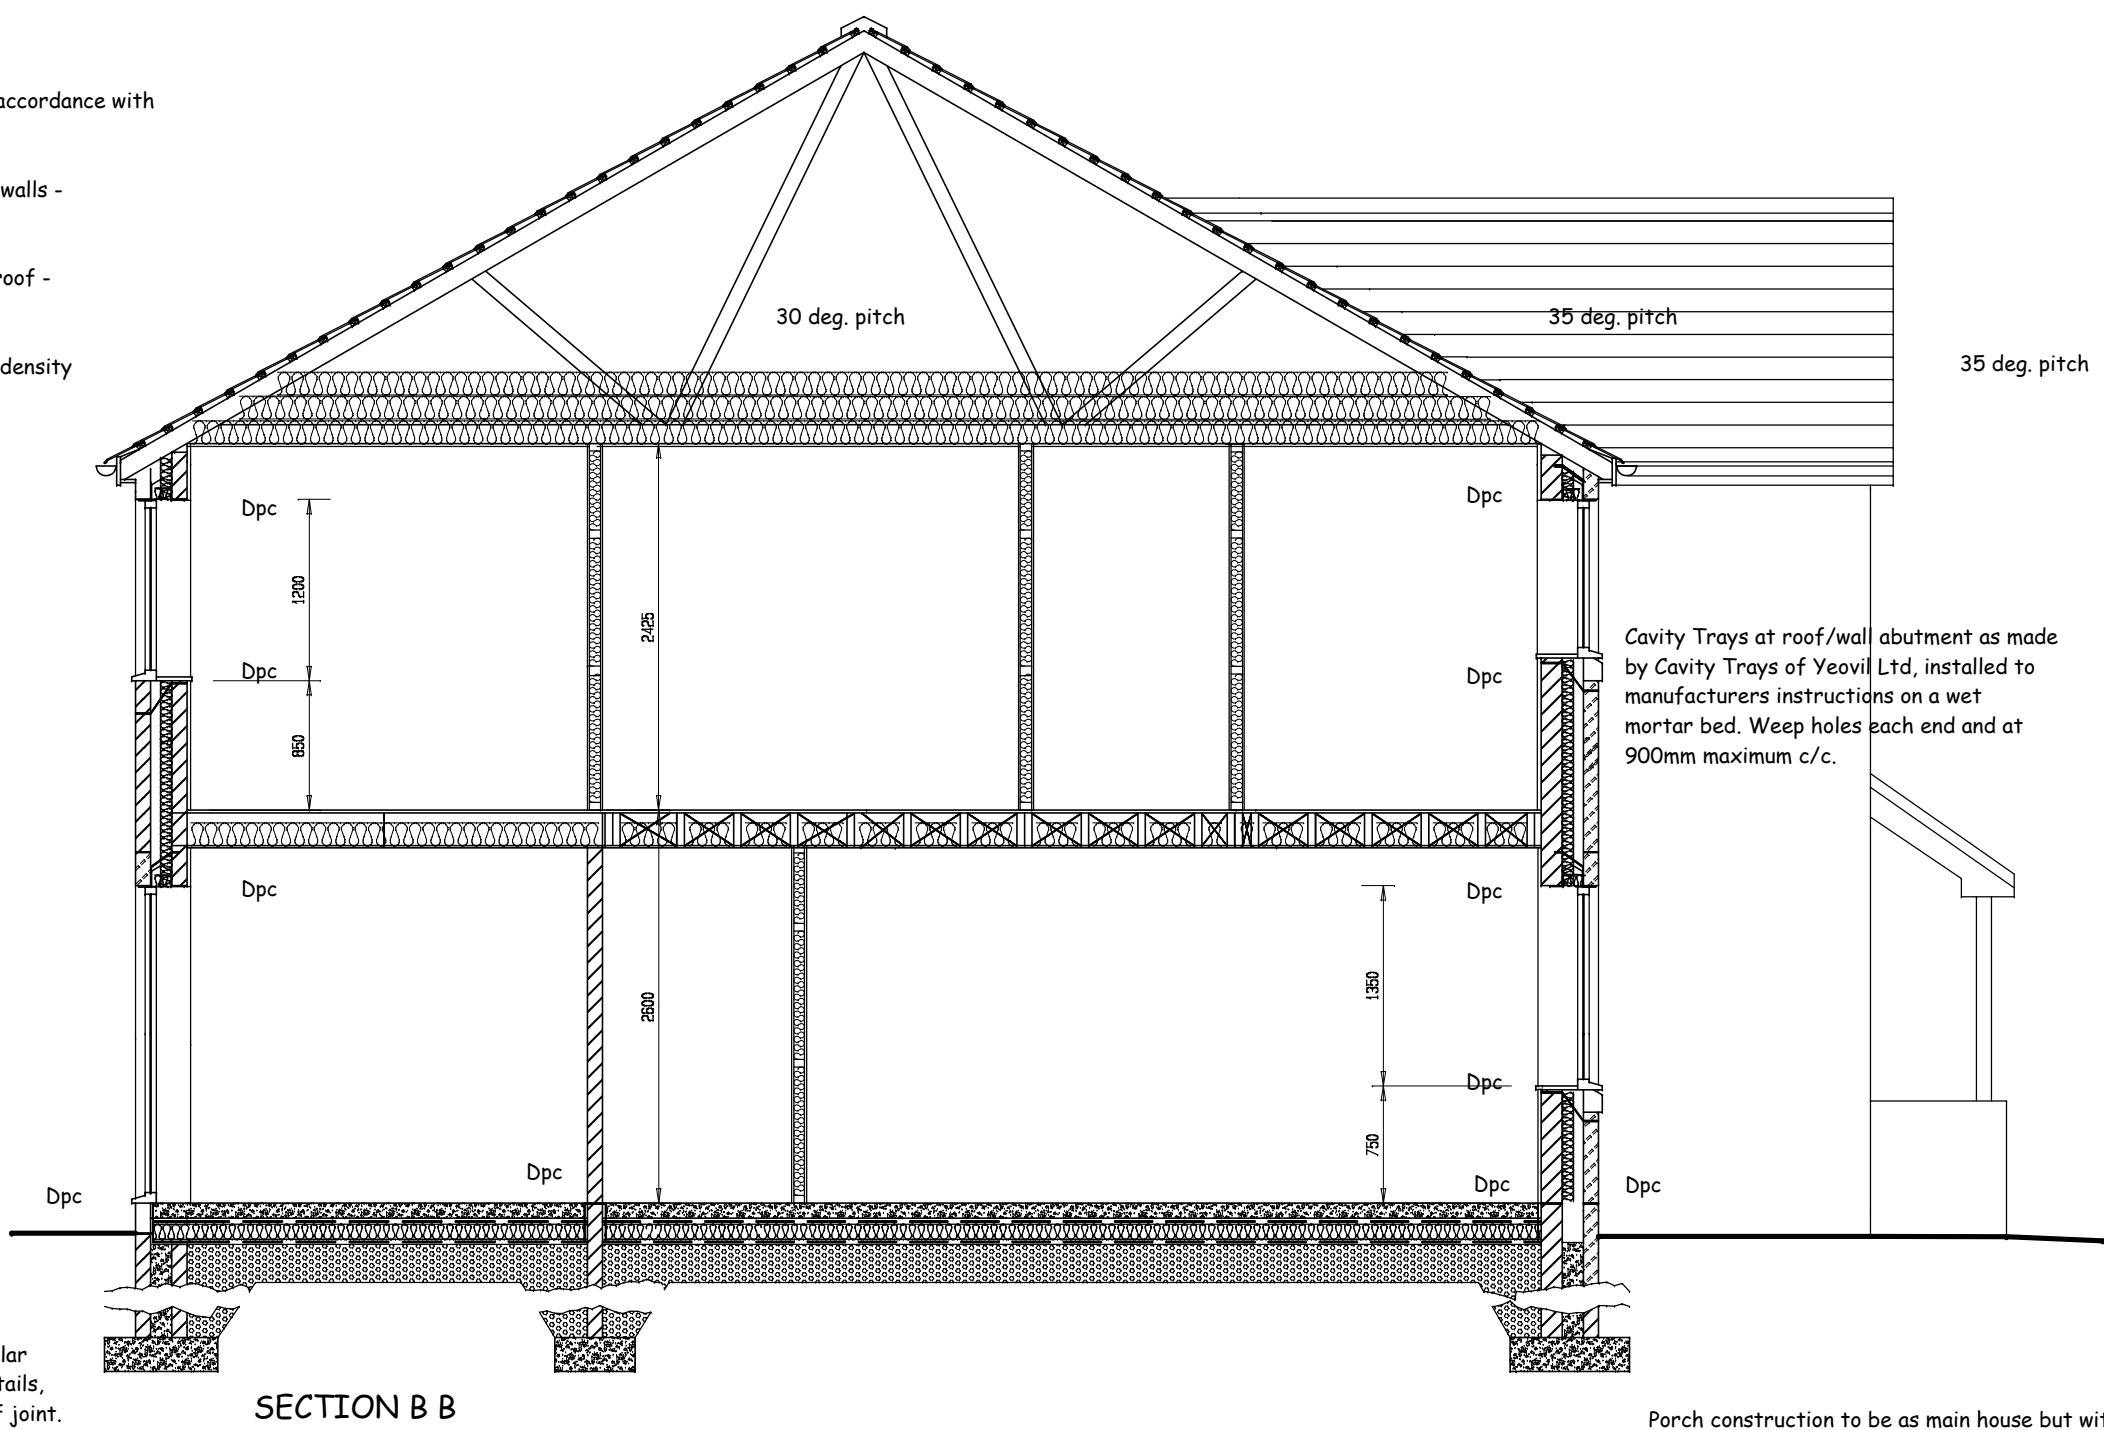 accordance with
walls -
roof -
density
30 deg. pitch
35 deg. pitch
35 deg. pitch
Dpc
Dpc
1200
2425
Dpc
Dpc
850
Cavity Trays at roof/wall abutment as made
by Cavity Trays of Yeovil Ltd, installed to
manufacturers instructions on a wet
mortar bed. Weep holes each end and at
900mm maximum c/c.
Dpc
Dpc
1350
2600
Dpc
750
Dpc
Dpc
Dpc
Dpc
lar
tails,
f joint.
SECTION B B
Porch construction to be as main house but wit